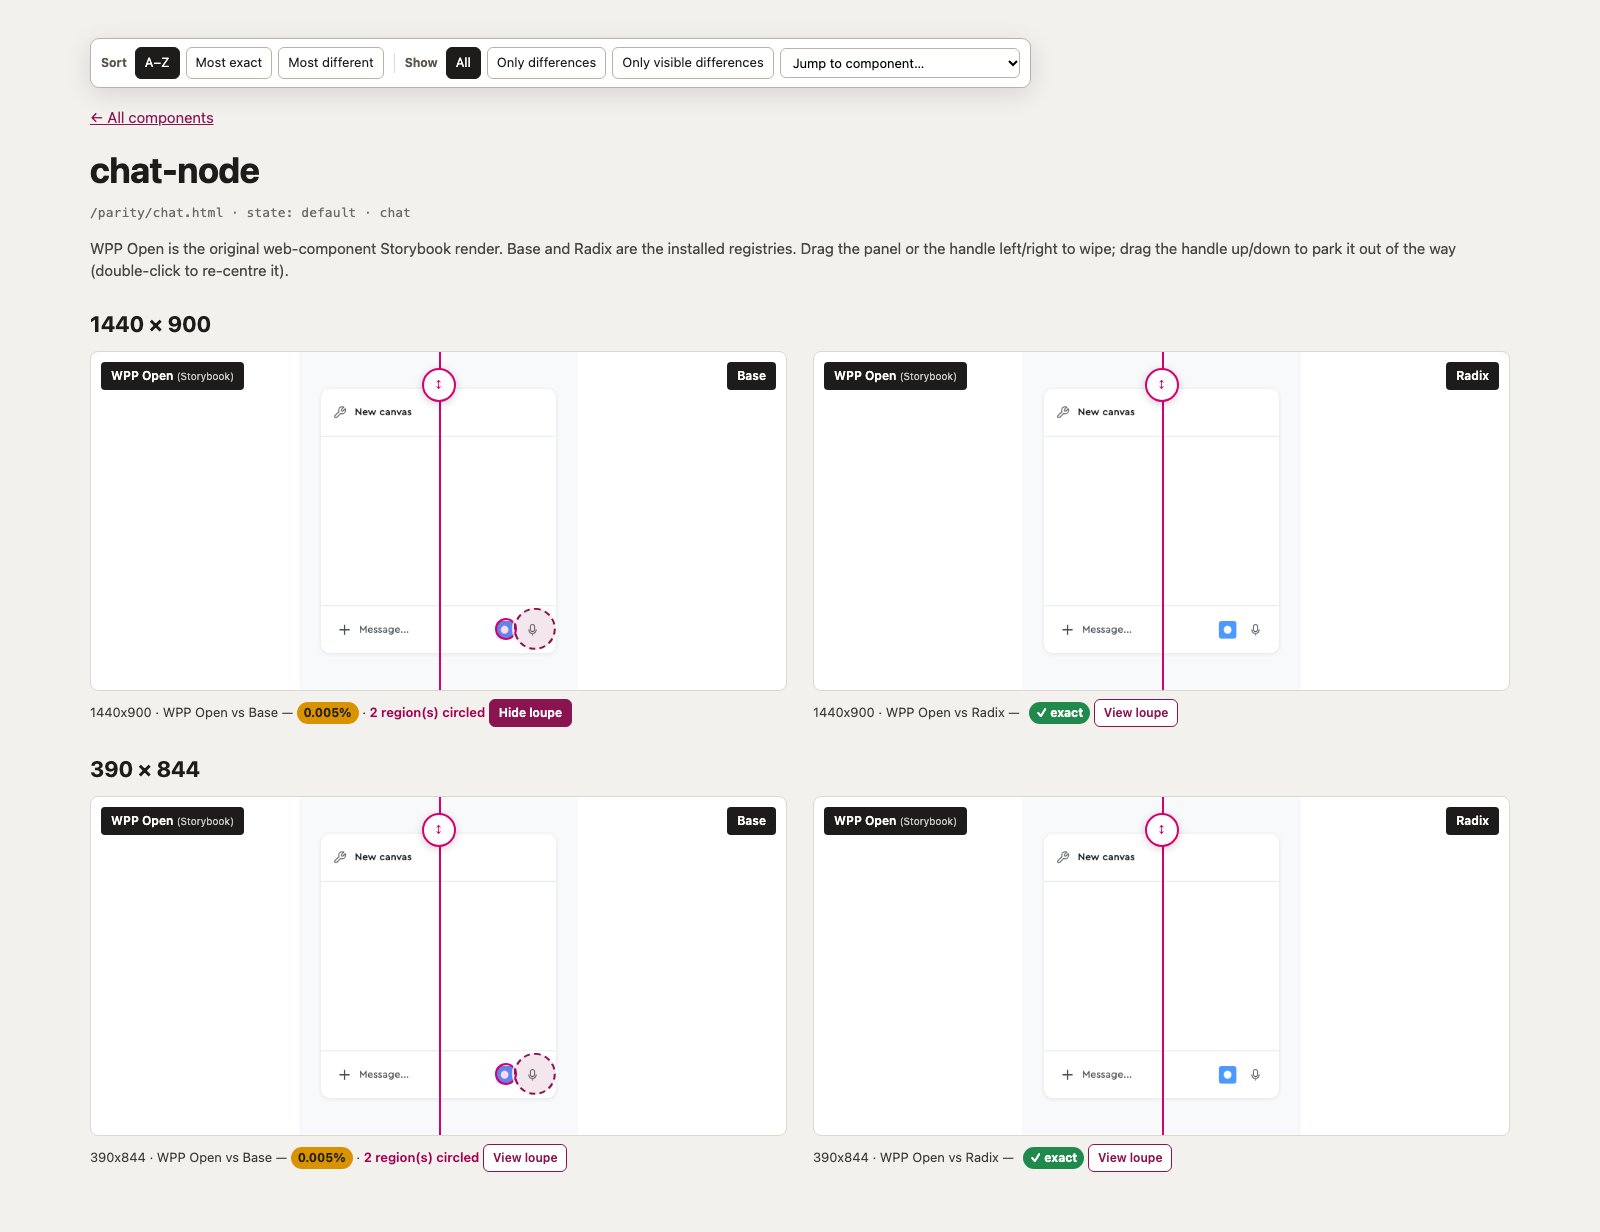 Sort A–Z Most exact Most different Show All Only differences Only visible differences Jump to component...
← All components
chat-node
/parity/chat.html · state: default · chat
WPP Open is the original web-component Storybook render. Base and Radix are the installed registries. Drag the panel or the handle left/right to wipe; drag the handle up/down to park it out of the way
(double-click to re-centre it).
1440 × 900
WPP Open (Storybook) Base
New canvas
Message...
1440x900 · WPP Open vs Base — 0.005% · 2 region(s) circled Hide loupe
WPP Open (Storybook) Radix
New canvas
Message...
1440x900 · WPP Open vs Radix — ✓ exact View loupe
390 × 844
WPP Open (Storybook) Base
New canvas
Message...
390x844 · WPP Open vs Base — 0.005% · 2 region(s) circled View loupe
WPP Open (Storybook) Radix
New canvas
Message...
390x844 · WPP Open vs Radix — ✓ exact View loupe